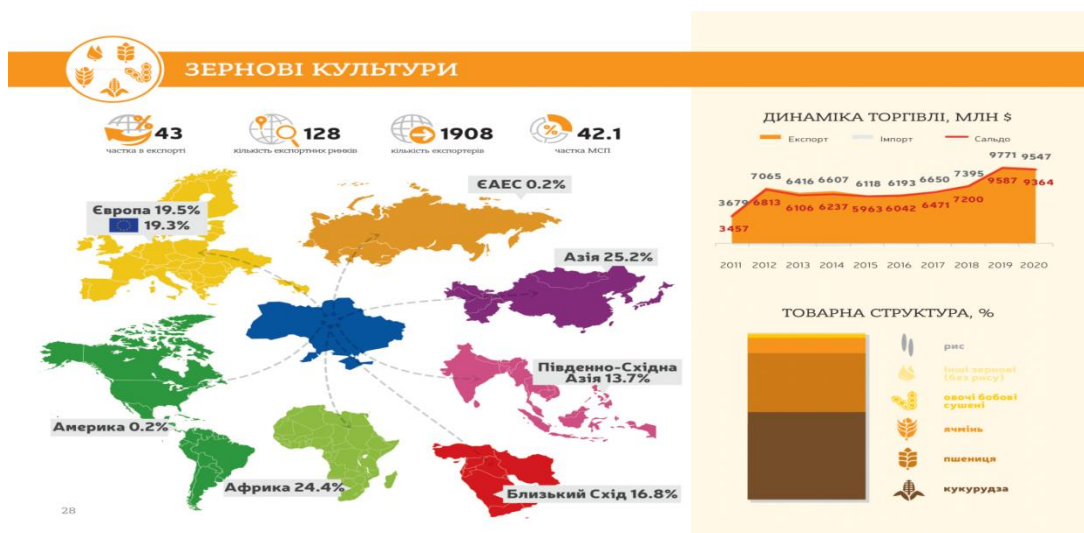 ЗЕРНОВІ КУЛЬТУРИ
43
частка в експорті
128
кількість експортних ринків
1908
кількість експортерів
%
42.1
частка МСП
ЄАЕС 0.2%
Європа 19.5%
19.3%
Азія 25.2%
Південно-Східна
Азія 13.7%
Америка 0.2%
Африка 24.4%
Близький Схід 16.8%
28
ДИНАМІКА ТОРГІВЛІ, МЛН $
Експорт Імпорт Сальдо
3679 7065 6416 6607 6118 6193 6650 7395 9771 9547
3457 6813 6106 6237 5963 6042 6471 7200 9587 9364
2011 2012 2013 2014 2015 2016 2017 2018 2019 2020
ТОВАРНА СТРУКТУРА, %
рис
інші зернові
(без рису)
овочі бобові
сушені
ячмінь
пшениця
кукурудза